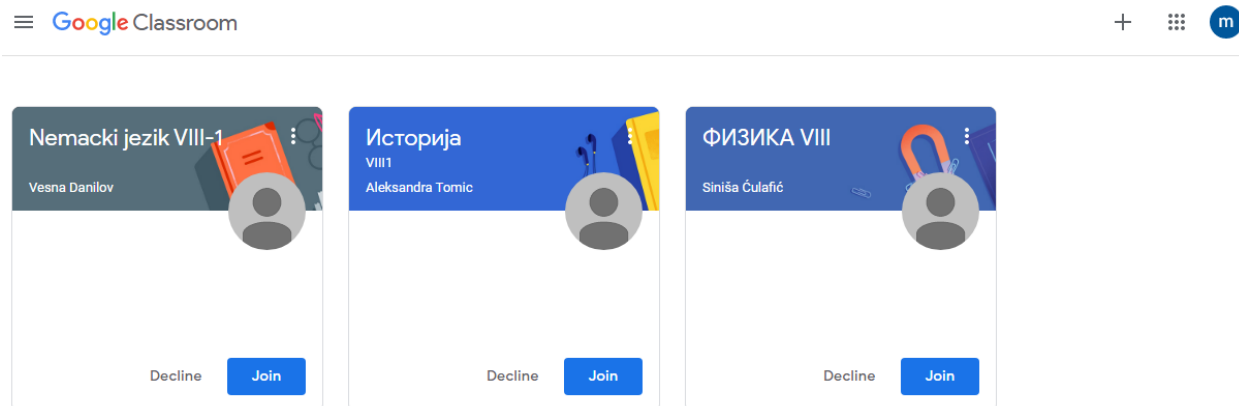 Google Classroom
m
Nemacki jezik VIII-1
Vesna Danilov
Decline
Join
Историја
VIII1
Aleksandra Tomic
Decline
Join
ФИЗИКА VIII
Siniša Ćulafić
Decline
Join